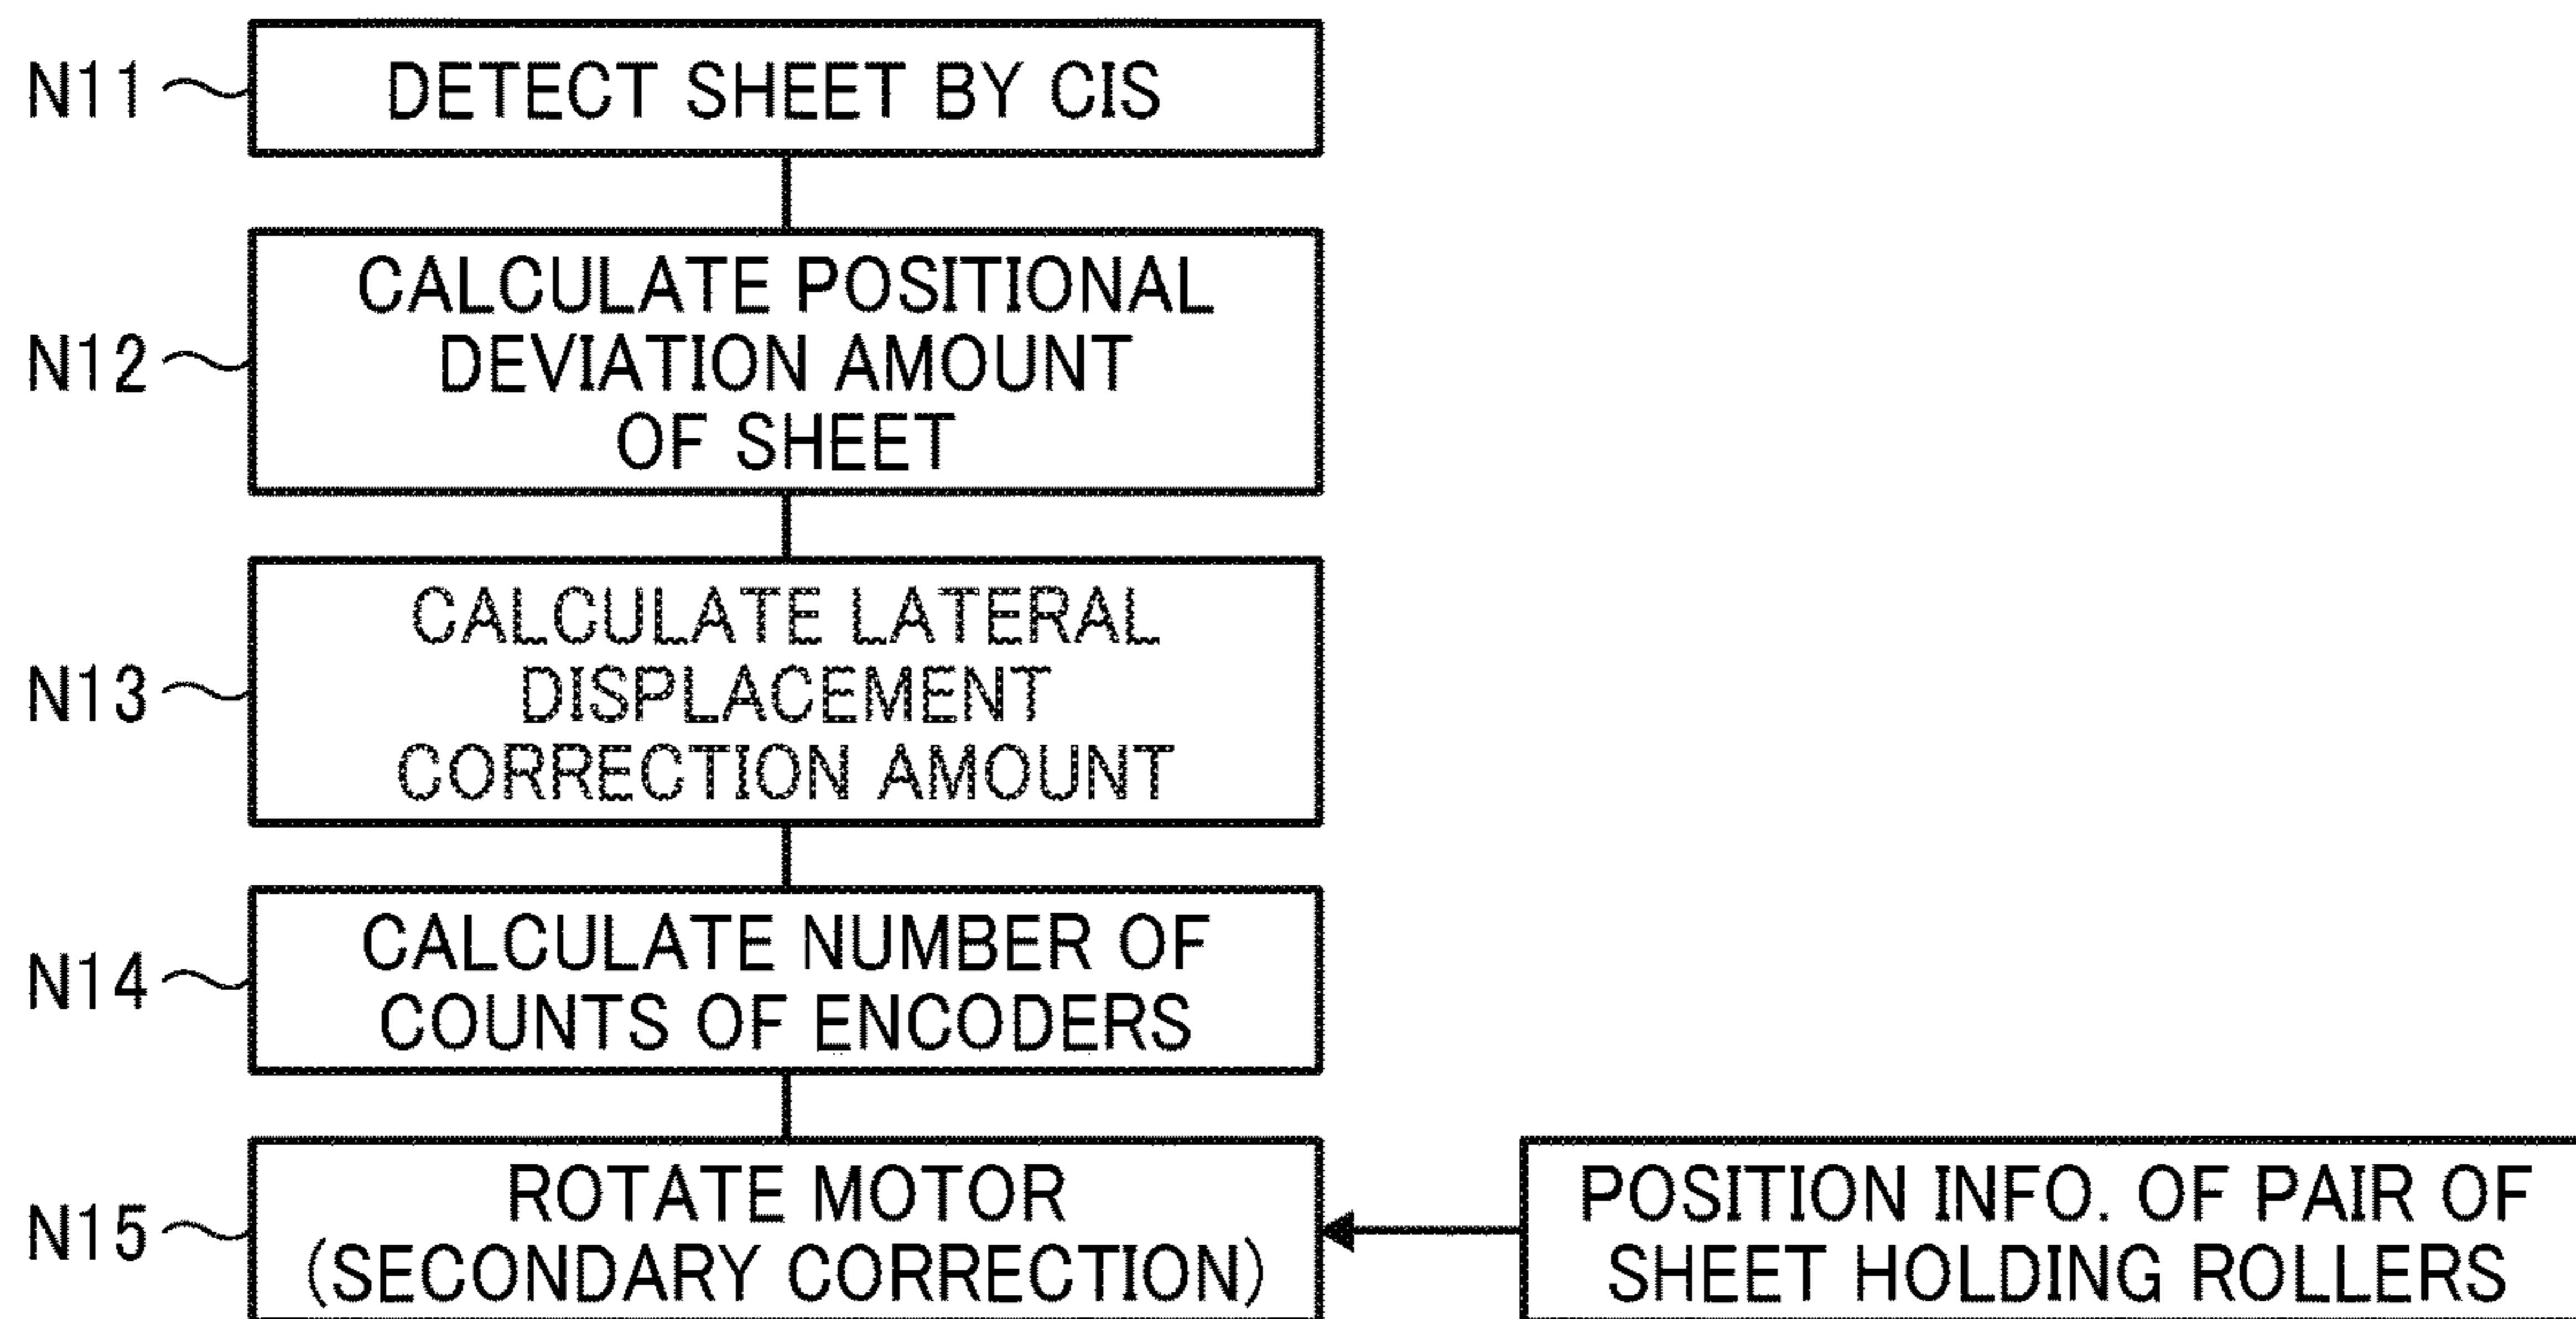 N11
DETECT SHEET BY CIS
N12
CALCULATE POSITIONAL
DEVIATION AMOUNT
OF SHEET
N13
CALCULATE LATERAL
DISPLACEMENT
CORRECTION AMOUNT
N14
CALCULATE NUMBER OF
COUNTS OF ENCODERS
N15
ROTATE MOTOR
(SECONDARY CORRECTION)
POSITION INFO. OF PAIR OF
SHEET HOLDING ROLLERS